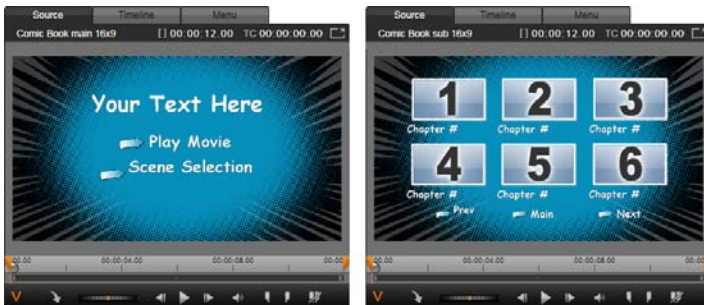 Source Timeline Menu
Comic Book main 16x9 [ ] 00:00:12.00 TC 00:00:00.00
Your Text Here
Play Movie
Scene Selection
00:00:04.00 00:00:08.00
V
Source Timeline Menu
Comic Book sub 16x9 [ ] 00:00:12.00 TC 00:00:00.00
1 2 3
Chapter # Chapter # Chapter #
4 5 6
Chapter # Chapter # Chapter #
Prev Main Next
00:00:04.00 00:00:08.00
V